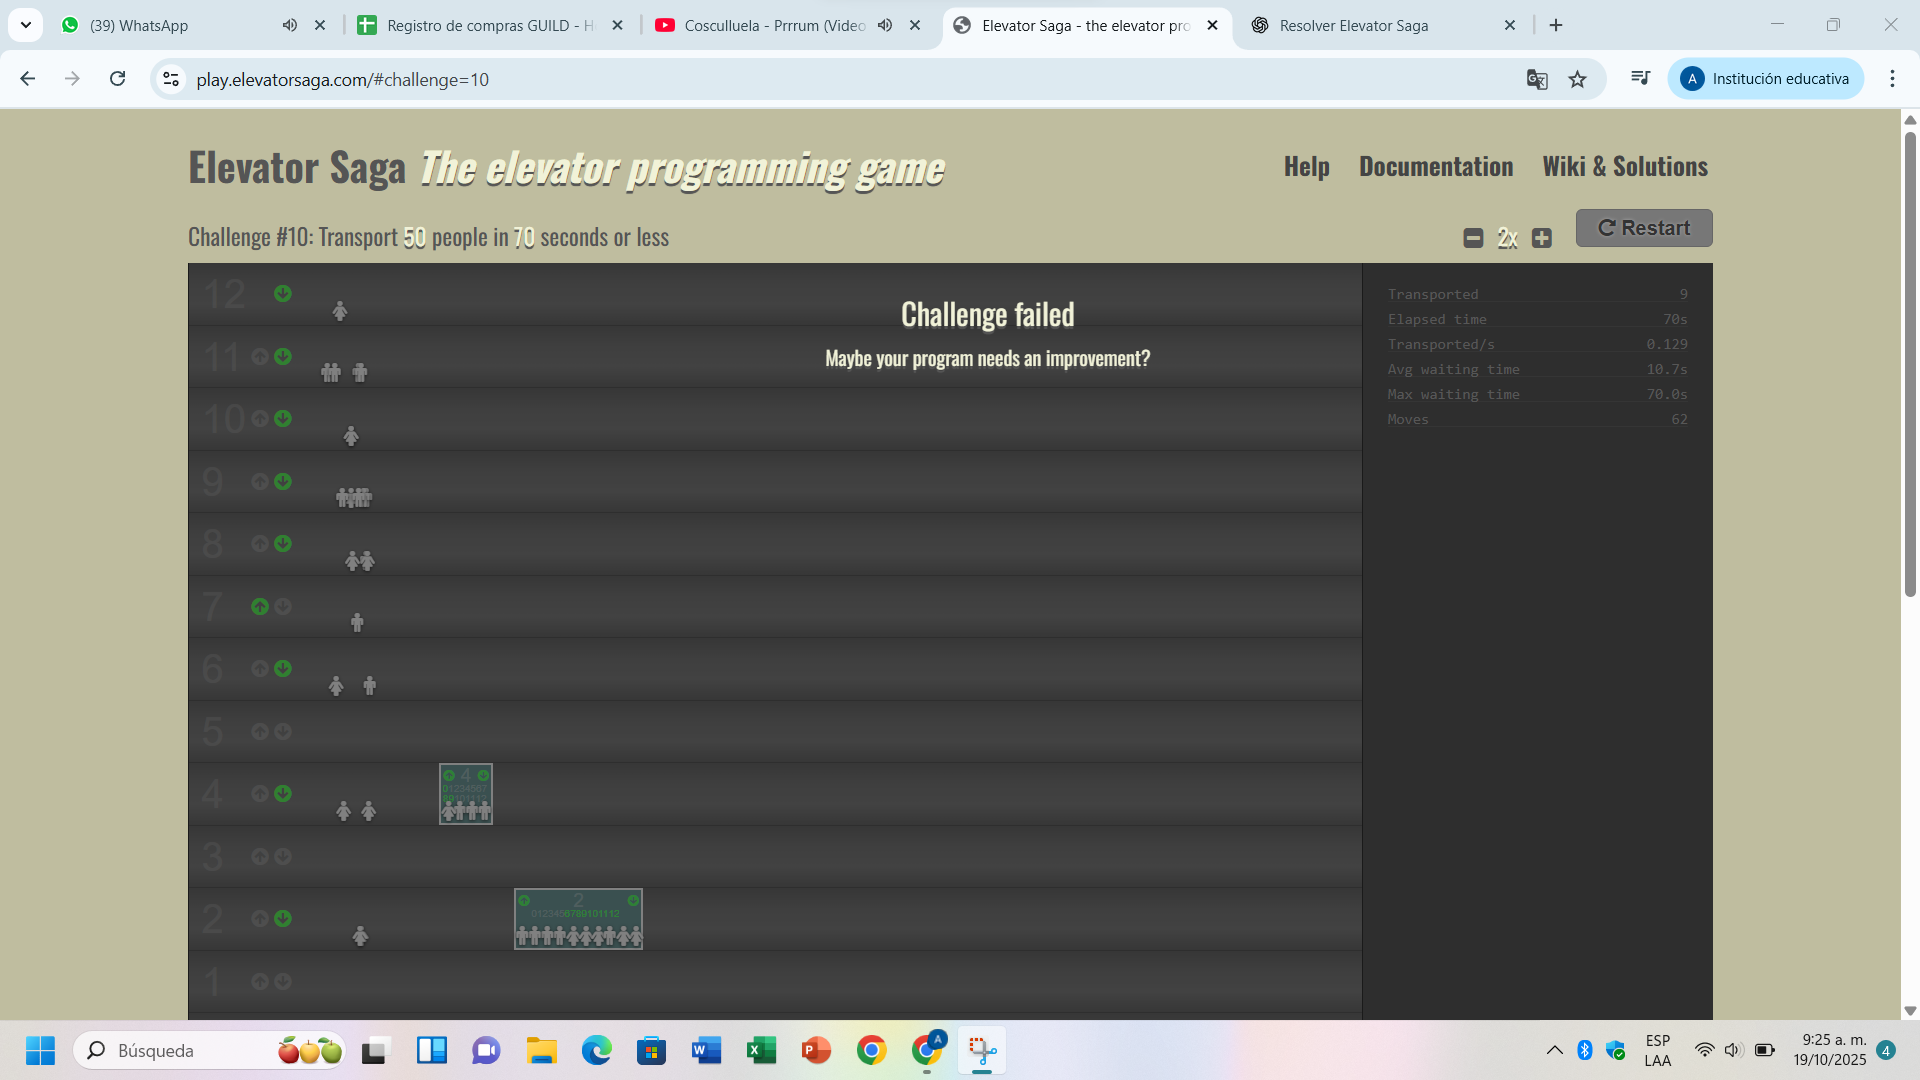 (39) WhatsApp
Registro de compras GUILD - H
Cosculluela - Prrrum (Video
Elevator Saga - the elevator pro
Resolver Elevator Saga
play.elevatorsaga.com/#challenge=10
A Institución educativa
Elevator Saga The elevator programming game
Help Documentation Wiki & Solutions
Challenge #10: Transport 50 people in 70 seconds or less
2x
Restart
12
Challenge failed
Maybe your program needs an improvement?
Transported 9
Elapsed time 70s
Transported/s 0.129
Avg waiting time 10.7s
Max waiting time 70.0s
Moves 62
11
10
9
8
7
6
5
4
4
01234567
89101112
3
2
2
0123456789101112
1
Búsqueda
A
ESP
LAA
9:25 a. m.
19/10/2025
4